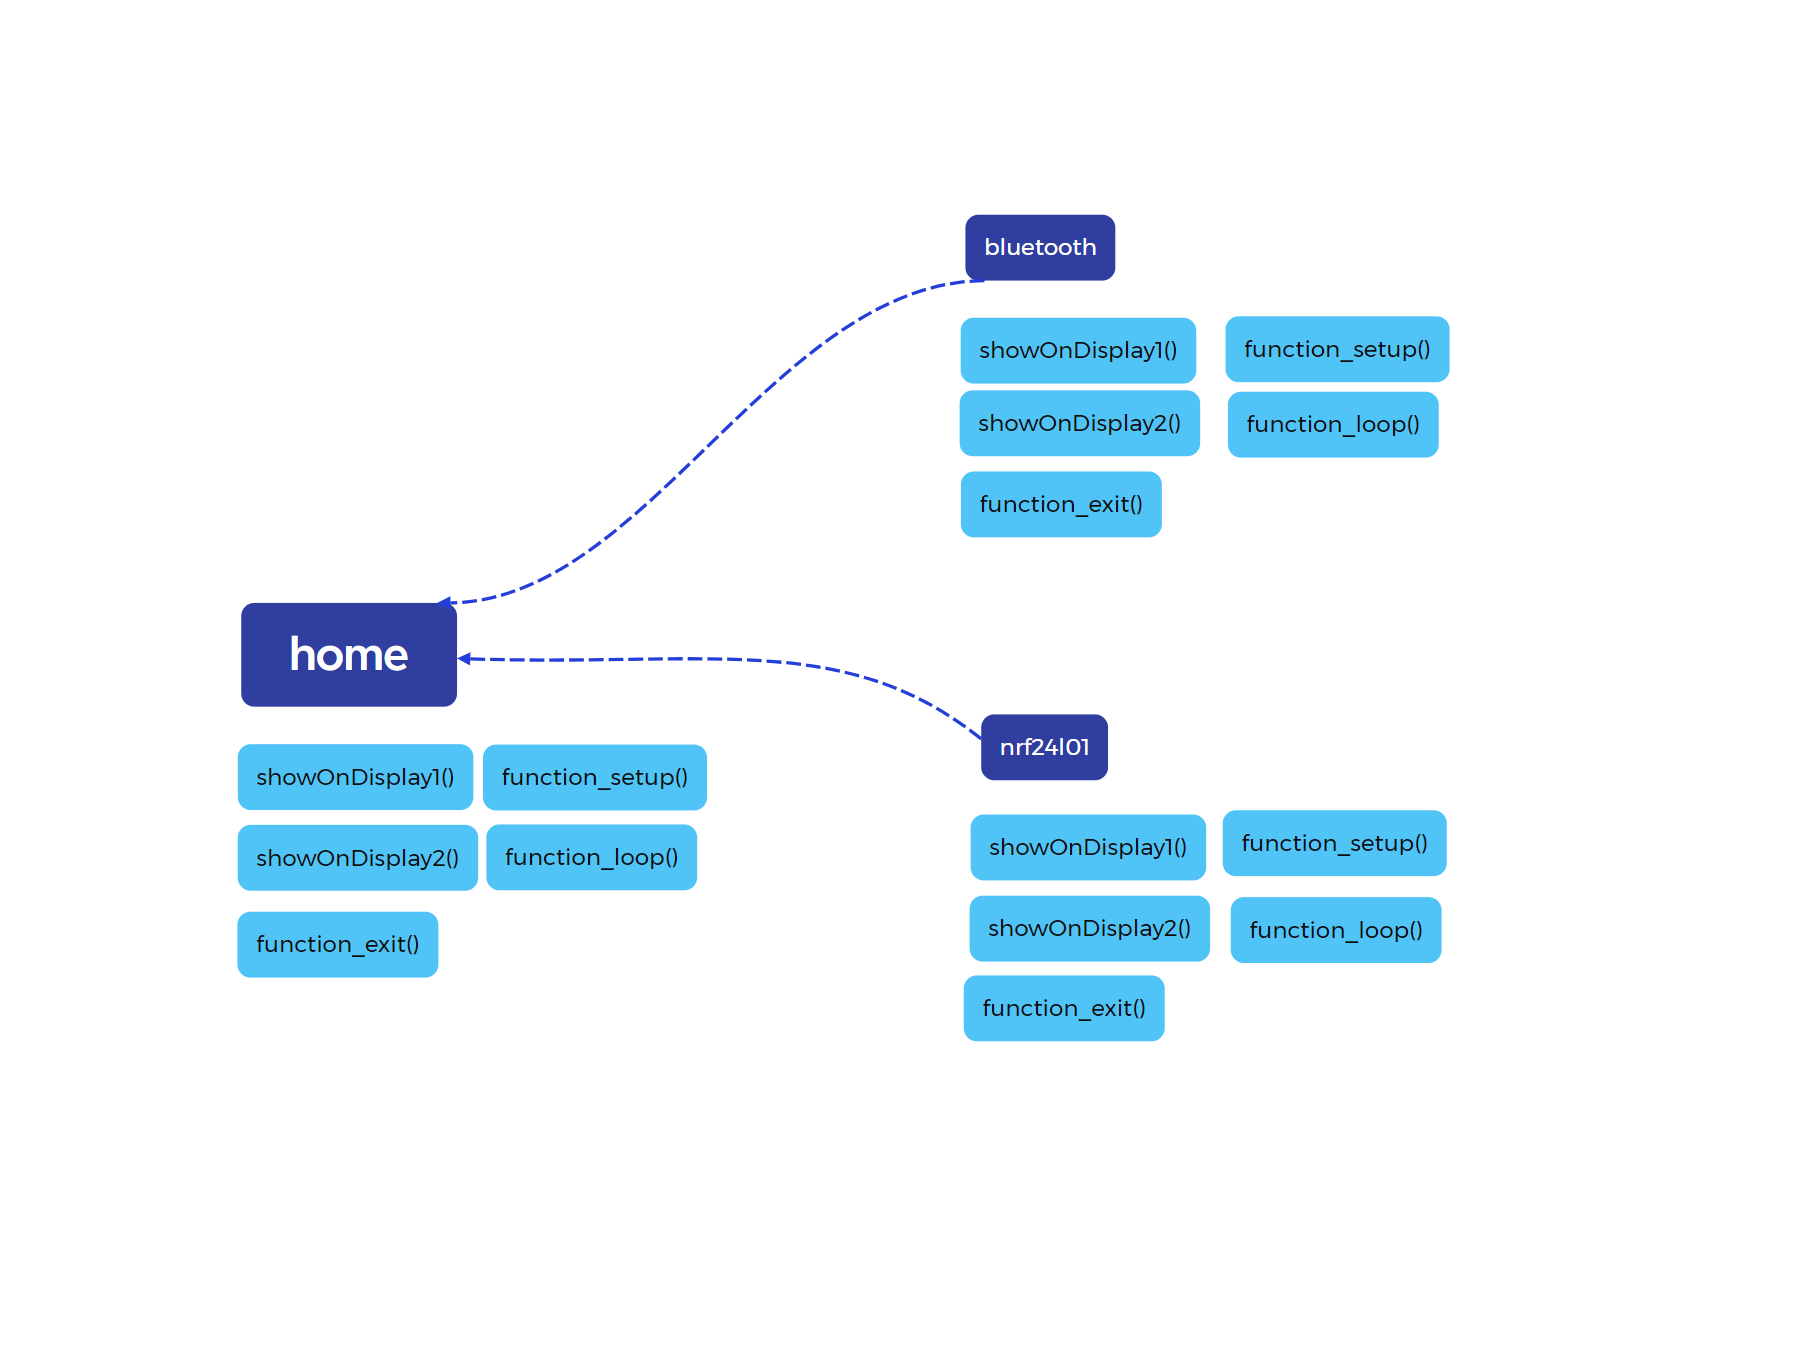 bluetooth
showOnDisplay1()
function_setup()
showOnDisplay2()
function_loop()
function_exit()
home
showOnDisplay1()
function_setup()
showOnDisplay2()
function_loop()
function_exit()
nrf24l01
showOnDisplay1()
function_setup()
showOnDisplay2()
function_loop()
function_exit()